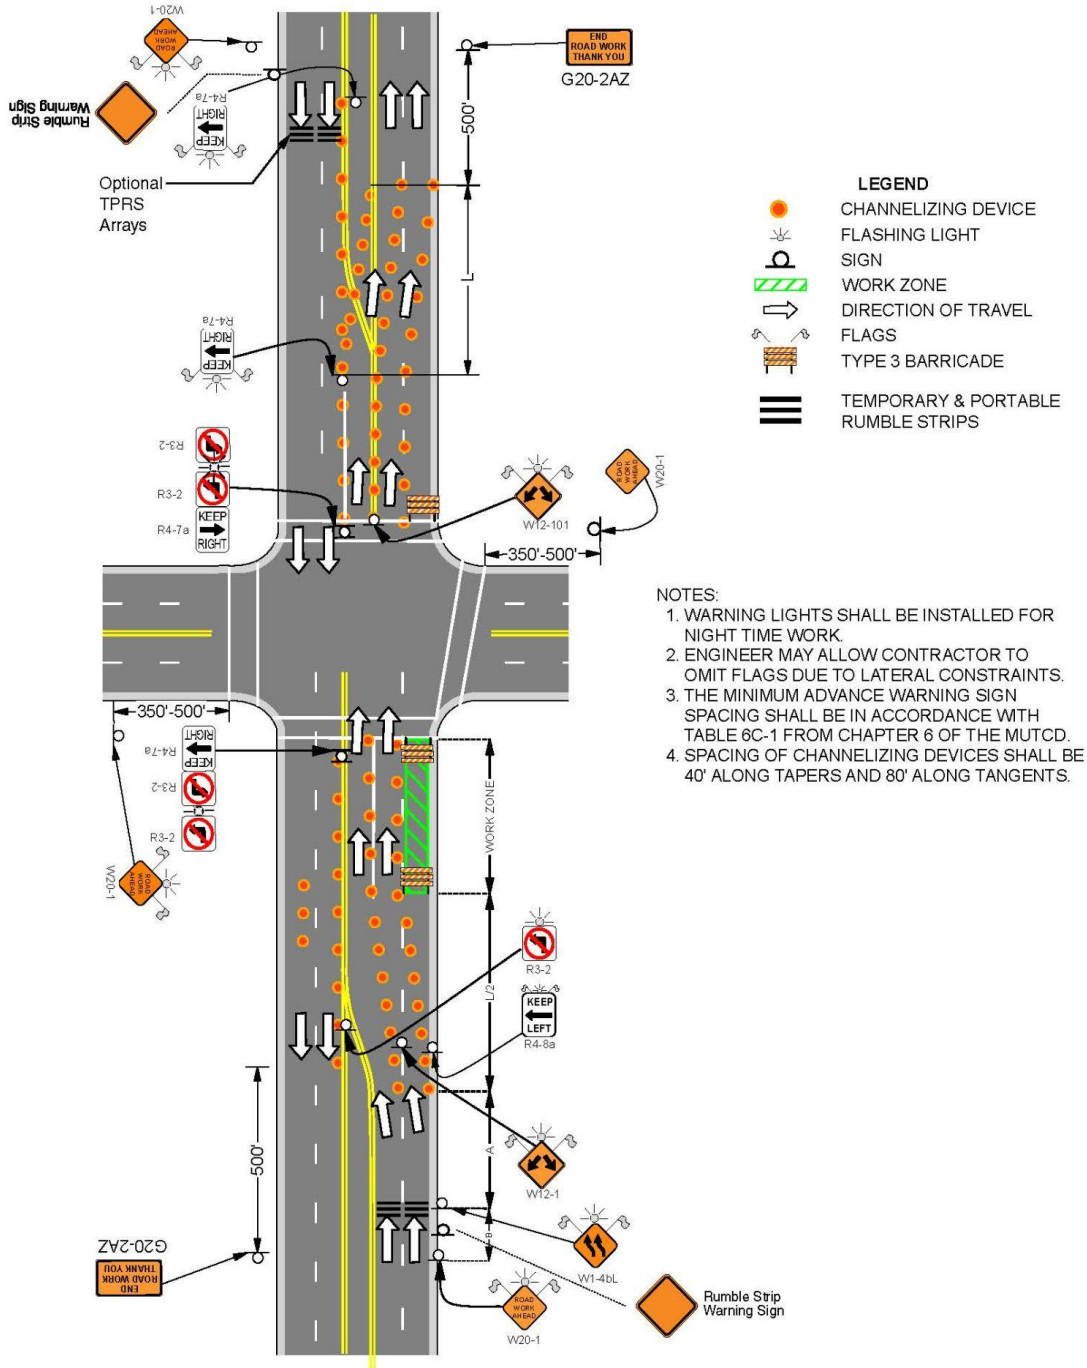 W20-1
ROAD
WORK
AHEAD
END
ROAD WORK
THANK YOU
G20-2AZ
Rumble Strip
Warning Sign
R4-7a
KEEP
RIGHT
500'
Optional
TPRS
Arrays
L
R4-7a
KEEP
RIGHT
LEGEND
CHANNELIZING DEVICE
FLASHING LIGHT
SIGN
WORK ZONE
DIRECTION OF TRAVEL
FLAGS
TYPE 3 BARRICADE
TEMPORARY & PORTABLE
RUMBLE STRIPS
R3-2
R3-2
R4-7a
KEEP
RIGHT
W12-101
ROAD
WORK
AHEAD
W20-1
350'-500'
NOTES:
1. WARNING LIGHTS SHALL BE INSTALLED FOR
NIGHT TIME WORK.
2. ENGINEER MAY ALLOW CONTRACTOR TO
OMIT FLAGS DUE TO LATERAL CONSTRAINTS.
3. THE MINIMUM ADVANCE WARNING SIGN
SPACING SHALL BE IN ACCORDANCE WITH
TABLE 6C-1 FROM CHAPTER 6 OF THE MUTCD.
4. SPACING OF CHANNELIZING DEVICES SHALL BE
40' ALONG TAPERS AND 80' ALONG TANGENTS.
350'-500'
R4-7a
KEEP
RIGHT
R3-2
R3-2
WORK ZONE
W20-1
ROAD
WORK
AHEAD
L/2
R3-2
KEEP
LEFT
R4-8a
500'
A
W12-1
B
G20-2AZ
END
ROAD WORK
THANK YOU
W1-4bL
ROAD
WORK
AHEAD
W20-1
Rumble Strip
Warning Sign